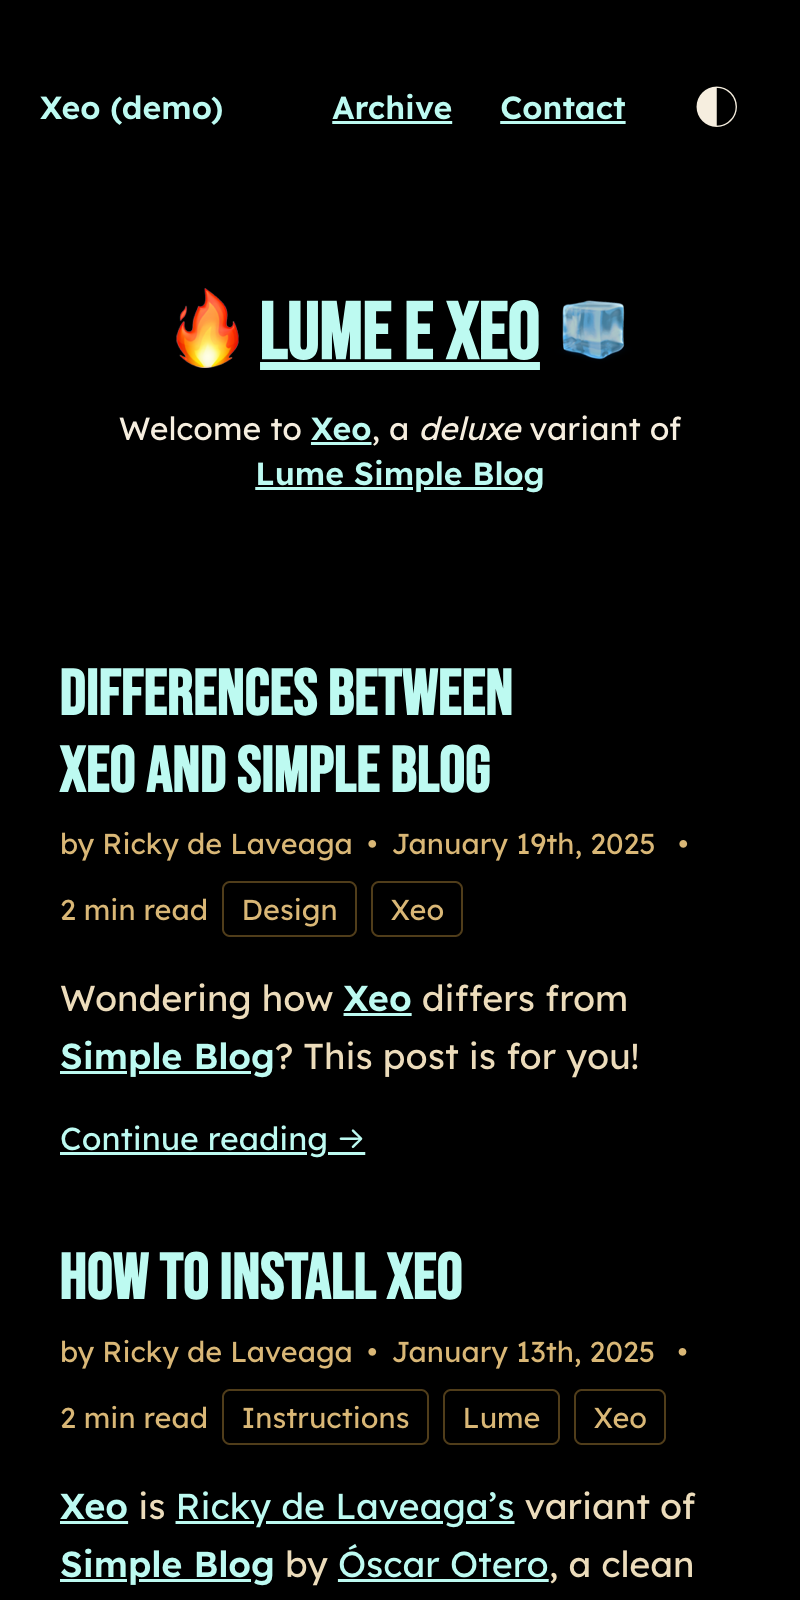 Xeo (demo) Archive Contact
🔥 LUME E XEO 🧊
Welcome to Xeo, a deluxe variant of
Lume Simple Blog
DIFFERENCES BETWEEN
XEO AND SIMPLE BLOG
by Ricky de Laveaga • January 19th, 2025 •
2 min read Design Xeo
Wondering how Xeo differs from
Simple Blog? This post is for you!
Continue reading →
HOW TO INSTALL XEO
by Ricky de Laveaga • January 13th, 2025 •
2 min read Instructions Lume Xeo
Xeo is Ricky de Laveaga’s variant of
Simple Blog by Óscar Otero, a clean